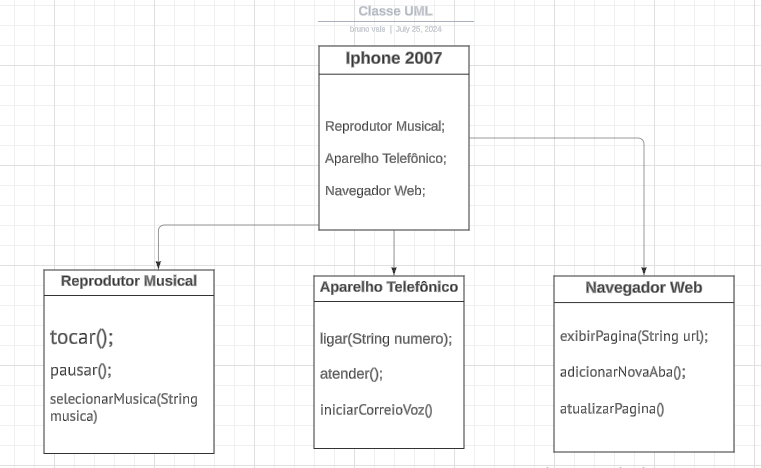 Classe UML
bruno vale | July 25, 2024
Iphone 2007
Reprodutor Musical;
Aparelho Telefônico;
Navegador Web;
Reprodutor Musical
tocar();
pausar();
selecionarMusica(String
musica)
Aparelho Telefônico
ligar(String numero);
atender();
iniciarCorreioVoz()
Navegador Web
exibirPagina(String url);
adicionarNovaAba();
atualizarPagina()